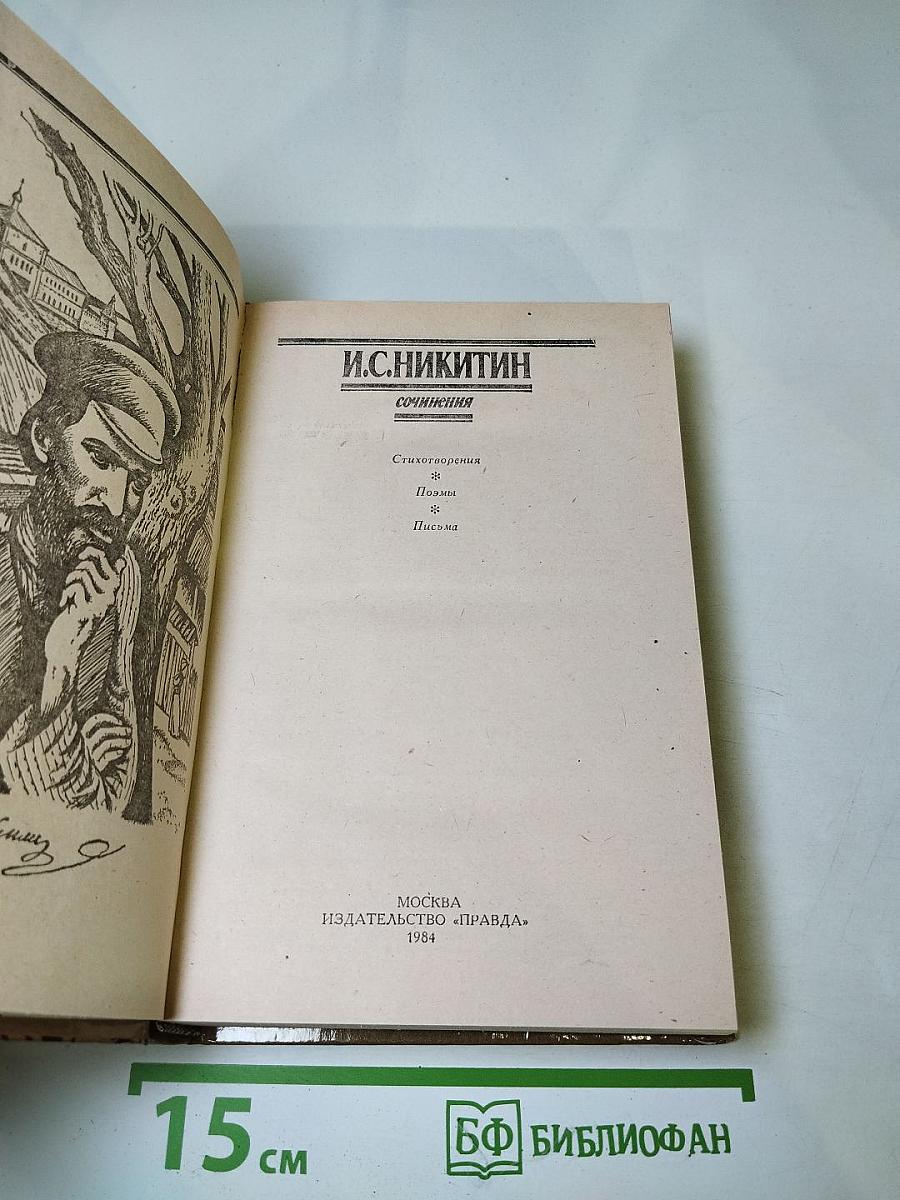 И.С.НИКИТИН
СОЧИНЕНИЯ
Стихотворения
*
Поэмы
*
Письма
МОСКВА
ИЗДАТЕЛЬСТВО «ПРАВДА»
1984
15 см
БФ БИБЛИОФАН